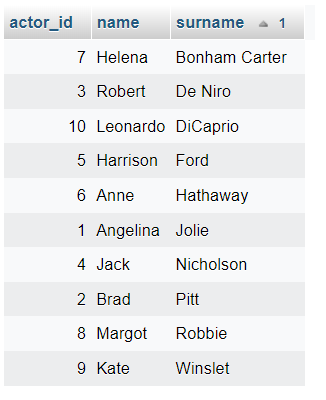 actor_id name surname 1
7 Helena Bonham Carter
3 Robert De Niro
10 Leonardo DiCaprio
5 Harrison Ford
6 Anne Hathaway
1 Angelina Jolie
4 Jack Nicholson
2 Brad Pitt
8 Margot Robbie
9 Kate Winslet